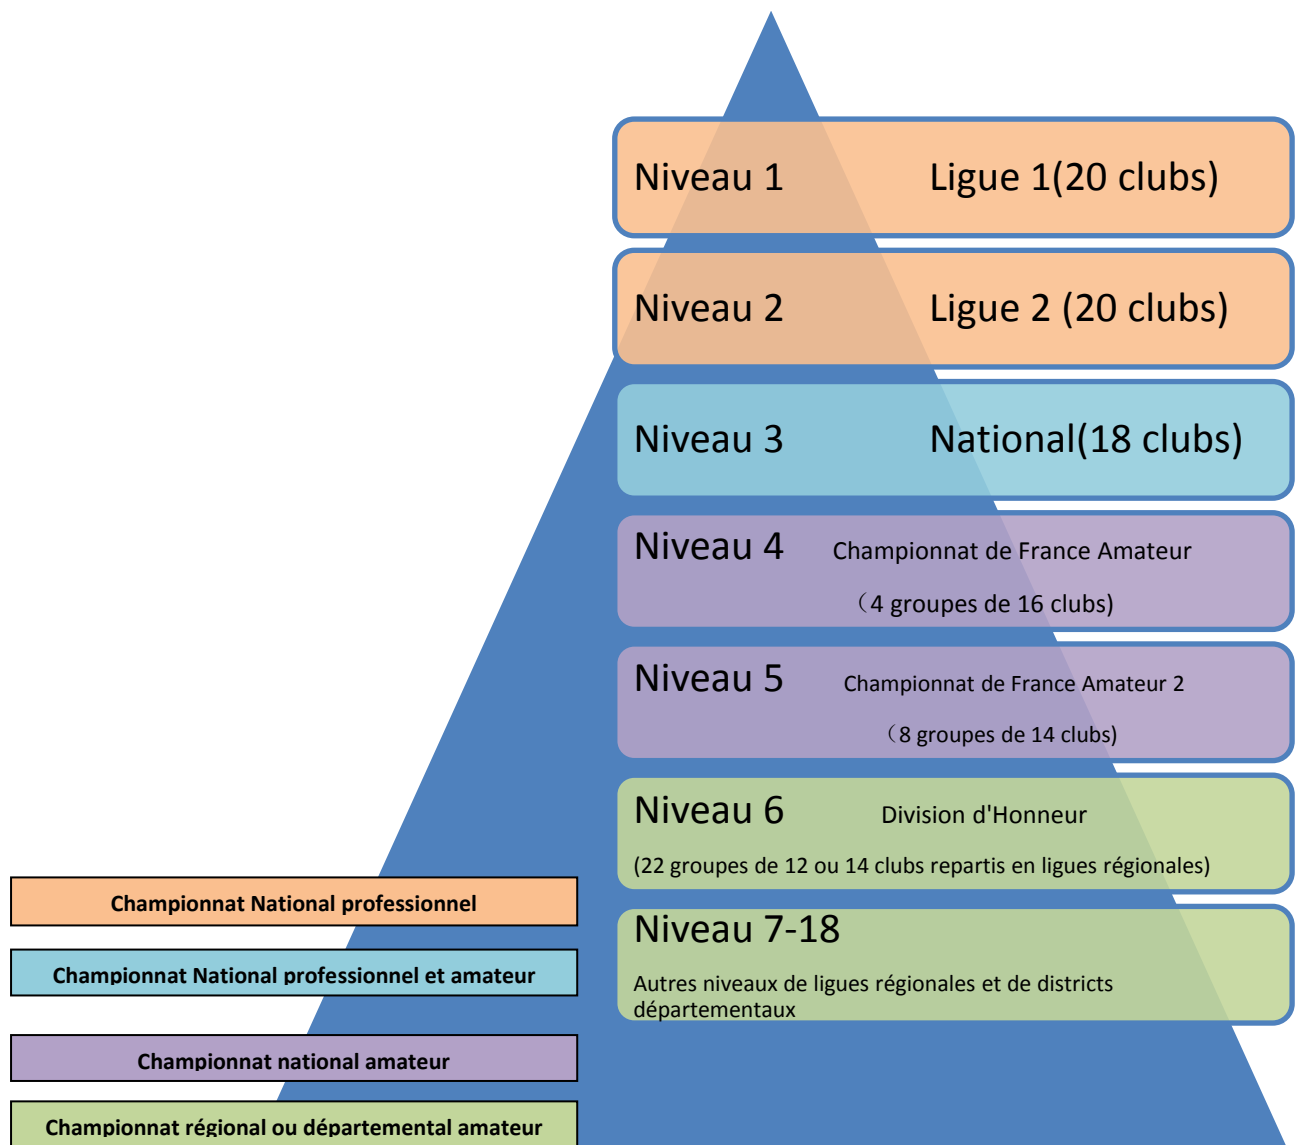 Niveau 1 Ligue 1(20 clubs)
Niveau 2 Ligue 2 (20 clubs)
Niveau 3 National(18 clubs)
Niveau 4 Championnat de France Amateur
（4 groupes de 16 clubs)
Niveau 5 Championnat de France Amateur 2
（8 groupes de 14 clubs)
Niveau 6 Division d'Honneur
(22 groupes de 12 ou 14 clubs repartis en ligues régionales)
Niveau 7-18
Autres niveaux de ligues régionales et de districts
départementaux
Championnat National professionnel
Championnat National professionnel et amateur
Championnat national amateur
Championnat régional ou départemental amateur